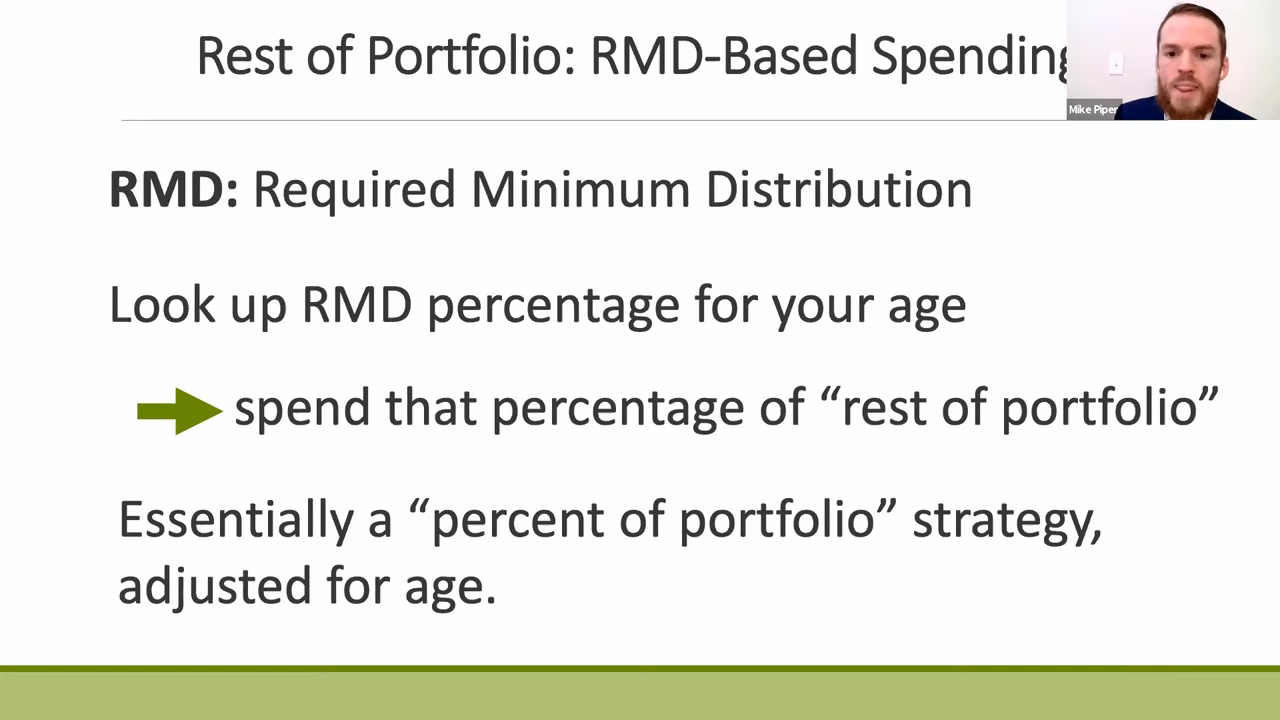 Rest of Portfolio: RMD-Based Spending
Mike Piper
RMD: Required Minimum Distribution
Look up RMD percentage for your age
spend that percentage of “rest of portfolio”
Essentially a “percent of portfolio” strategy,
adjusted for age.